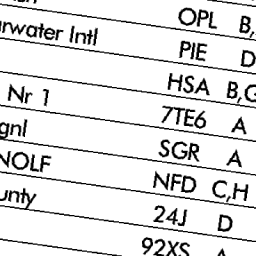 OPL B,
rwater Intl PIE D
HSA B,G
Nr 1 7TE6 A
gnl SGR A
NOLF NFD C,H
unty 24J D
92XS A